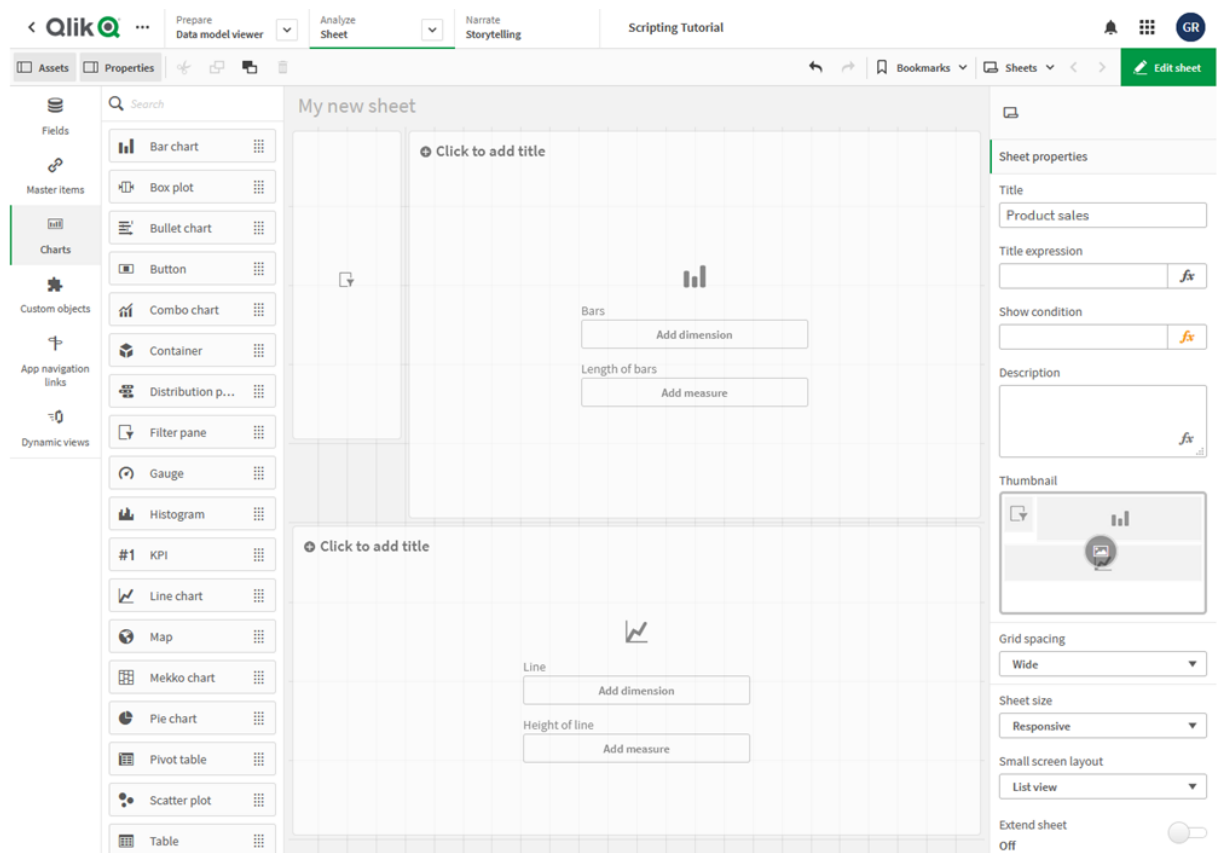 Qlik
Prepare
Data model viewer
Analyze
Sheet
Narrate
Storytelling
Scripting Tutorial
GR
Assets
Properties
Bookmarks
Sheets
Edit sheet
Fields
Master items
Charts
Custom objects
App navigation
links
Dynamic views
Search
Bar chart
Box plot
Bullet chart
Button
Combo chart
Container
Distribution p...
Filter pane
Gauge
Histogram
#1 KPI
Line chart
Map
Mekko chart
Pie chart
Pivot table
Scatter plot
Table
My new sheet
Click to add title
Bars
Add dimension
Length of bars
Add measure
Click to add title
Line
Add dimension
Height of line
Add measure
Sheet properties
Title
Product sales
Title expression
fx
Show condition
fx
Description
fx
Thumbnail
Grid spacing
Wide
Sheet size
Responsive
Small screen layout
List view
Extend sheet
Off